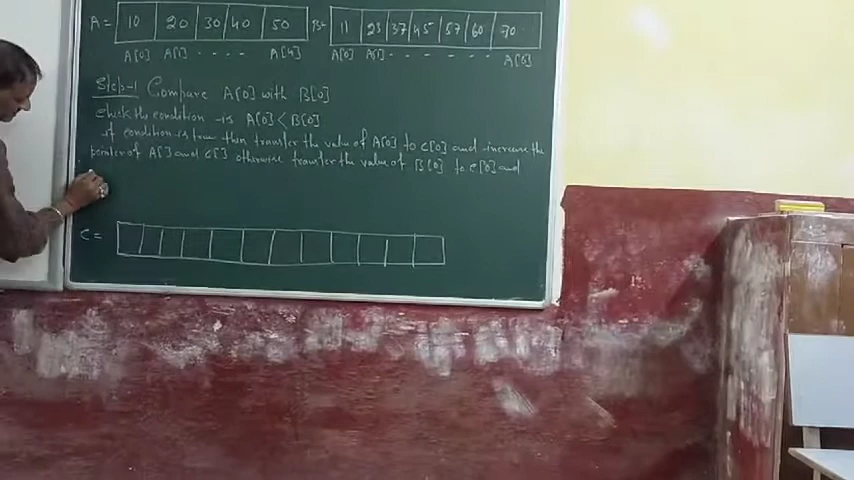 A = 10 20 30 40 50 B= 11 23 37 45 57 60 70
A[0] A[1] - - - - - A[4] B[0] B[1] - - - - - - - B[6]
Step-1 Compare A[0] with B[0]
check the condition is A[0] < B[0]
if condition is true then transfer the value of A[0] to C[0] and increase the
pointer of A[] and C[] otherwise transfer the value of B[0] to C[0] and
C =